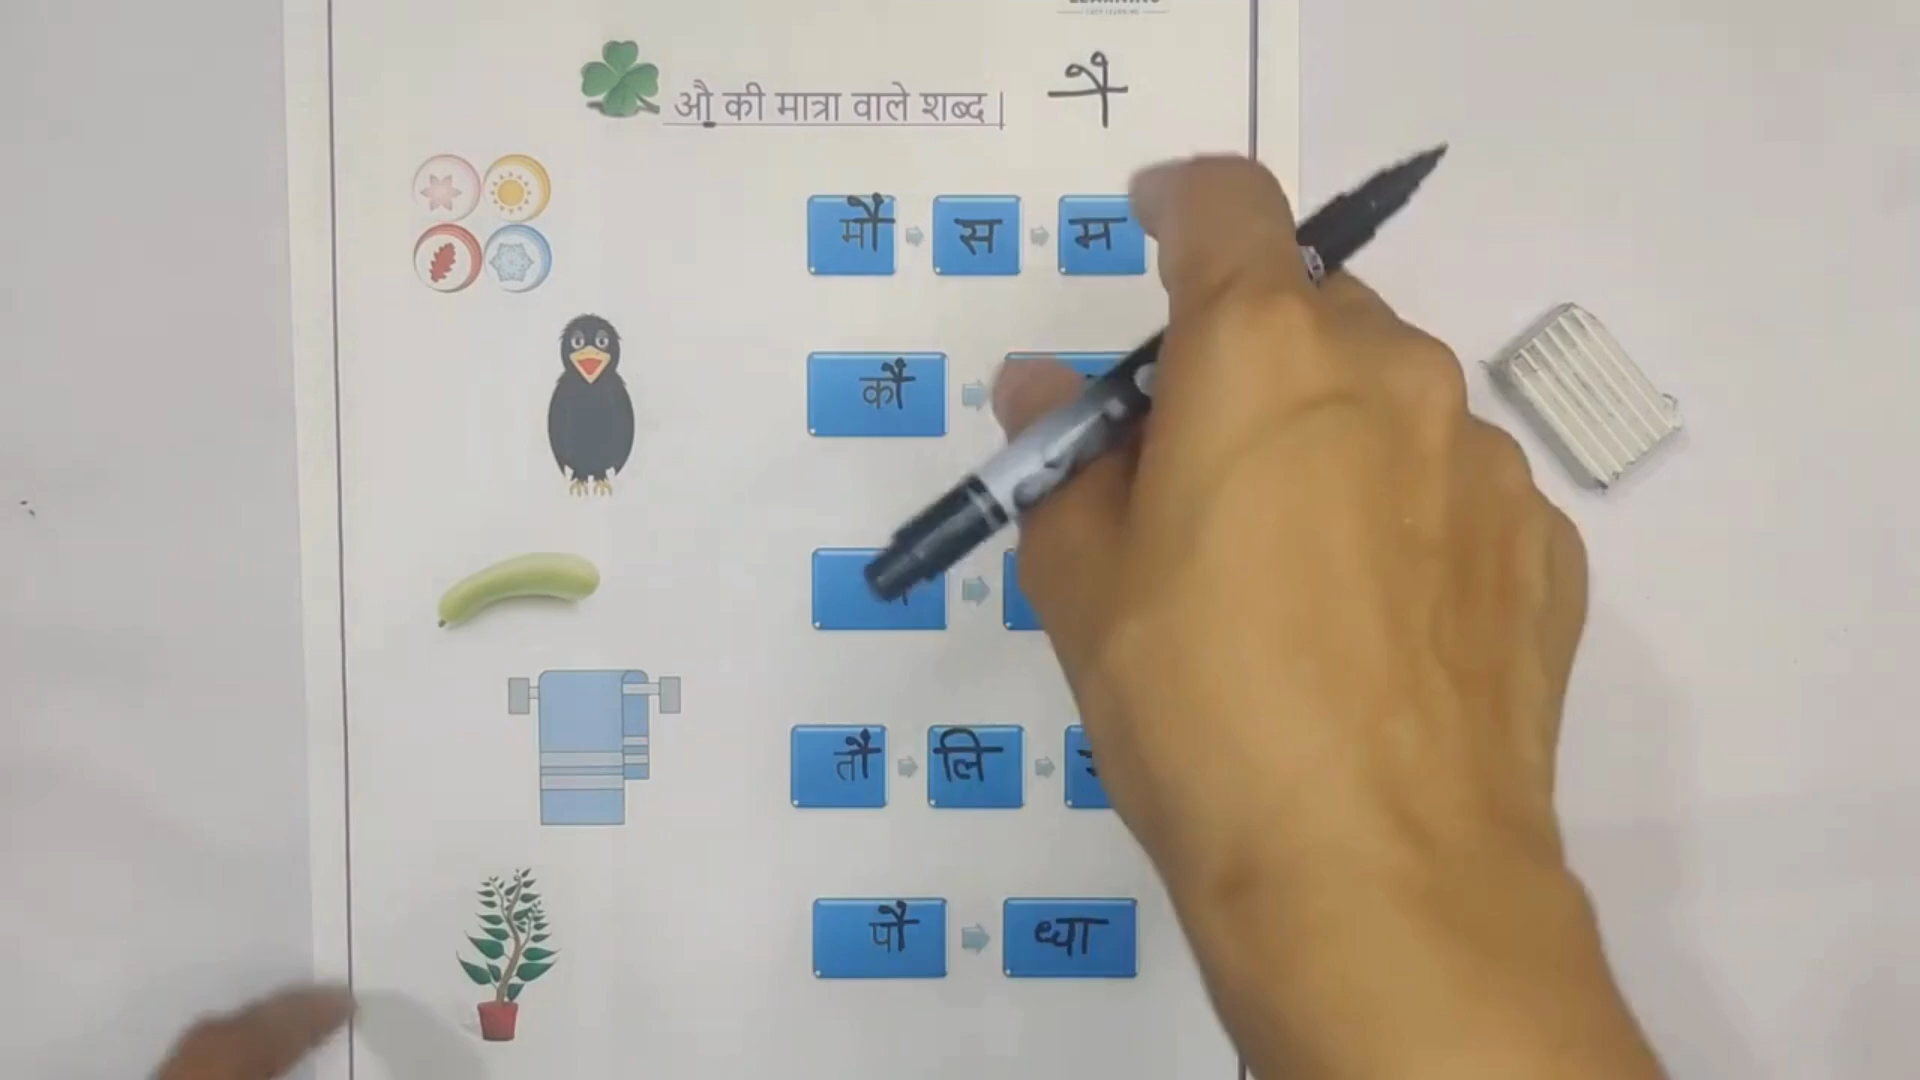 औ की मात्रा वाले शब्द | ौ
मौ स म
कौ
तौ लि
पौ धा